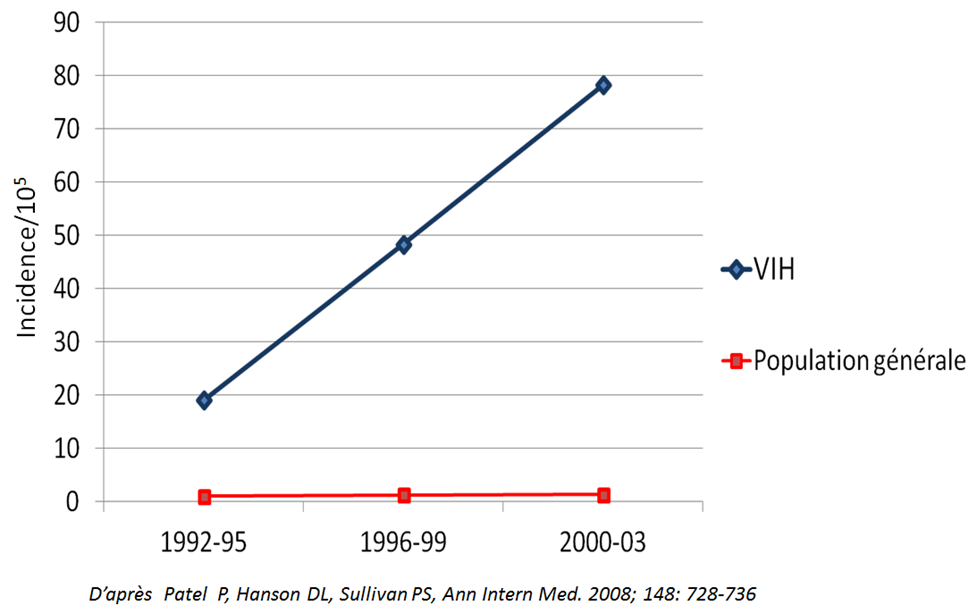 90
80
70
60
50
40
30
20
10
0
Incidence/10⁵
1992-95 1996-99 2000-03
VIH
Population générale
D'après Patel P, Hanson DL, Sullivan PS, Ann Intern Med. 2008; 148: 728-736